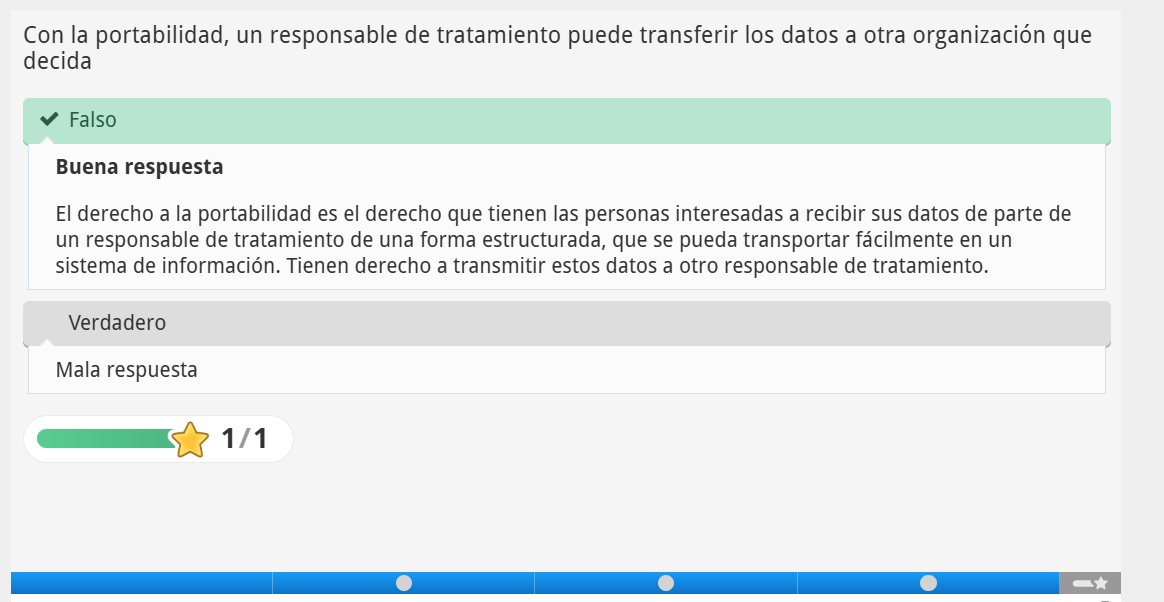 Con la portabilidad, un responsable de tratamiento puede transferir los datos a otra organización que
decida
Falso
Buena respuesta
El derecho a la portabilidad es el derecho que tienen las personas interesadas a recibir sus datos de parte de
un responsable de tratamiento de una forma estructurada, que se pueda transportar fácilmente en un
sistema de información. Tienen derecho a transmitir estos datos a otro responsable de tratamiento.
Verdadero
Mala respuesta
1/1